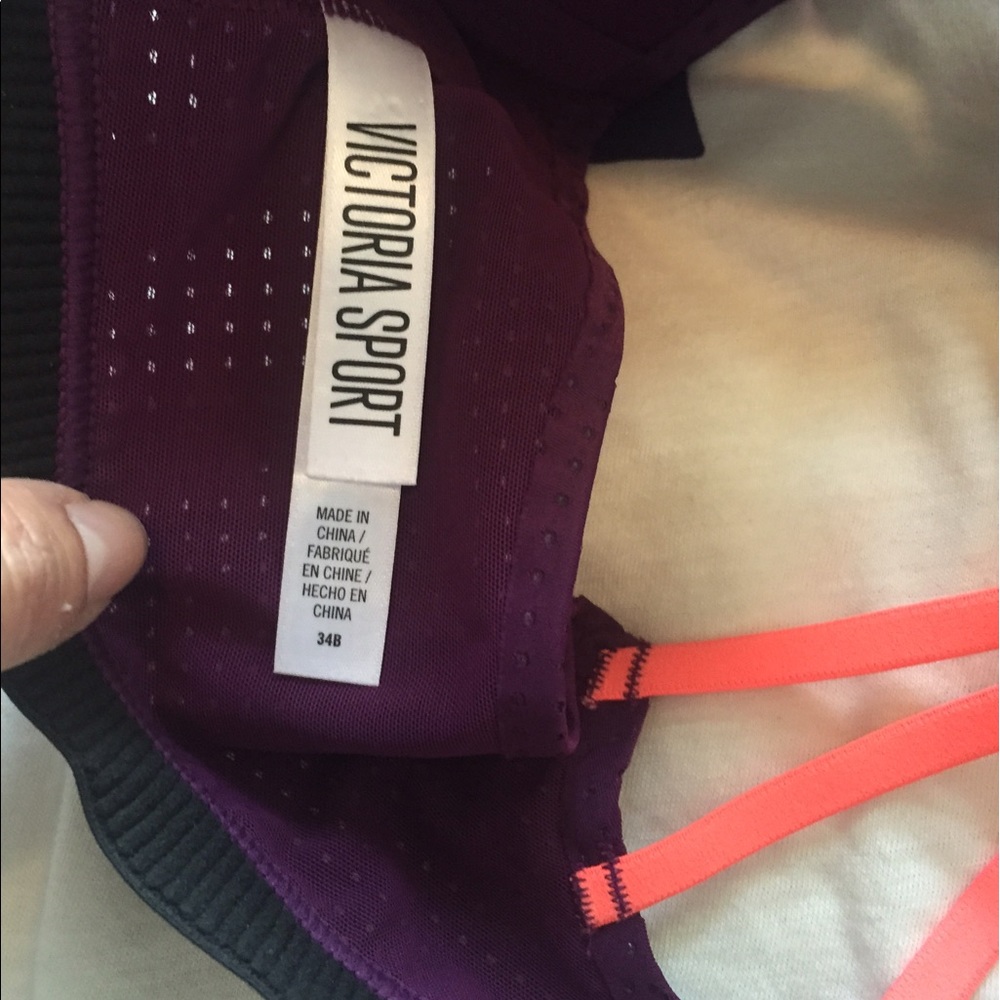 VICTORIA SPORT
MADE IN
CHINA /
FABRIQUÉ
EN CHINE /
HECHO EN
CHINA
34B